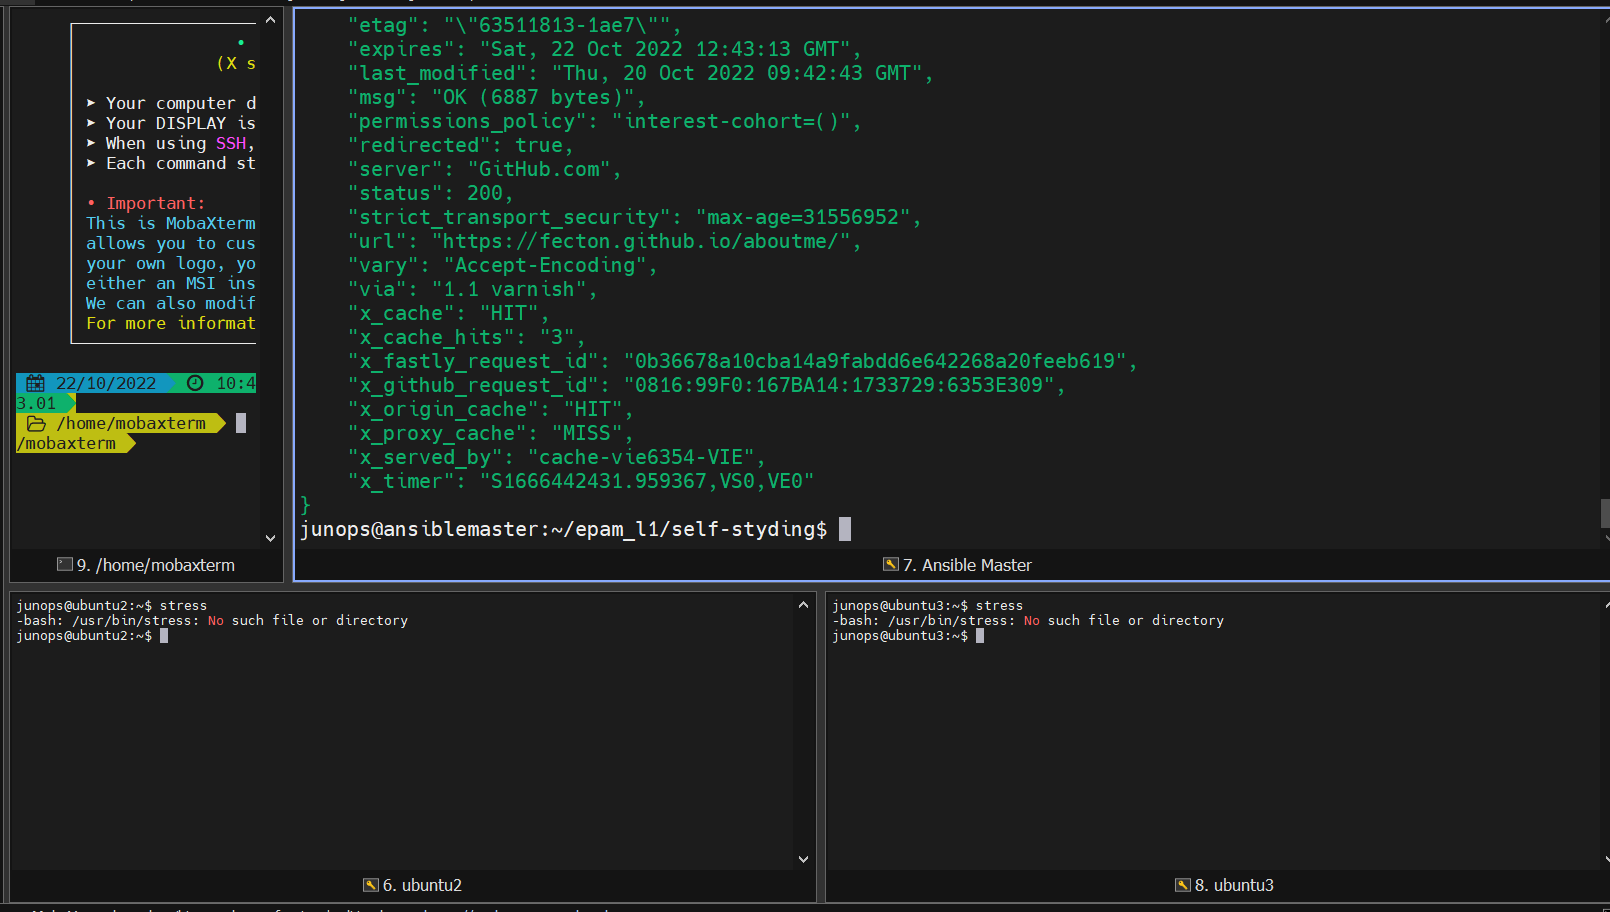 (X s
➤ Your computer d
➤ Your DISPLAY is
➤ When using SSH,
➤ Each command st
• Important:
This is MobaXterm
allows you to cus
your own logo, yo
either an MSI ins
We can also modif
For more informat
22/10/2022 10:4
3.01
/home/mobaxterm
/mobaxterm
9. /home/mobaxterm
"etag": "\"63511813-1ae7\"",
"expires": "Sat, 22 Oct 2022 12:43:13 GMT",
"last_modified": "Thu, 20 Oct 2022 09:42:43 GMT",
"msg": "OK (6887 bytes)",
"permissions_policy": "interest-cohort=()",
"redirected": true,
"server": "GitHub.com",
"status": 200,
"strict_transport_security": "max-age=31556952",
"url": "https://fecton.github.io/aboutme/",
"vary": "Accept-Encoding",
"via": "1.1 varnish",
"x_cache": "HIT",
"x_cache_hits": "3",
"x_fastly_request_id": "0b36678a10cba14a9fabdd6e642268a20feeb619",
"x_github_request_id": "0816:99F0:167BA14:1733729:6353E309",
"x_origin_cache": "HIT",
"x_proxy_cache": "MISS",
"x_served_by": "cache-vie6354-VIE",
"x_timer": "S1666442431.959367,VS0,VE0"
}
junops@ansiblemaster:~/epam_l1/self-styding$
7. Ansible Master
junops@ubuntu2:~$ stress
-bash: /usr/bin/stress: No such file or directory
junops@ubuntu2:~$
6. ubuntu2
junops@ubuntu3:~$ stress
-bash: /usr/bin/stress: No such file or directory
junops@ubuntu3:~$
8. ubuntu3